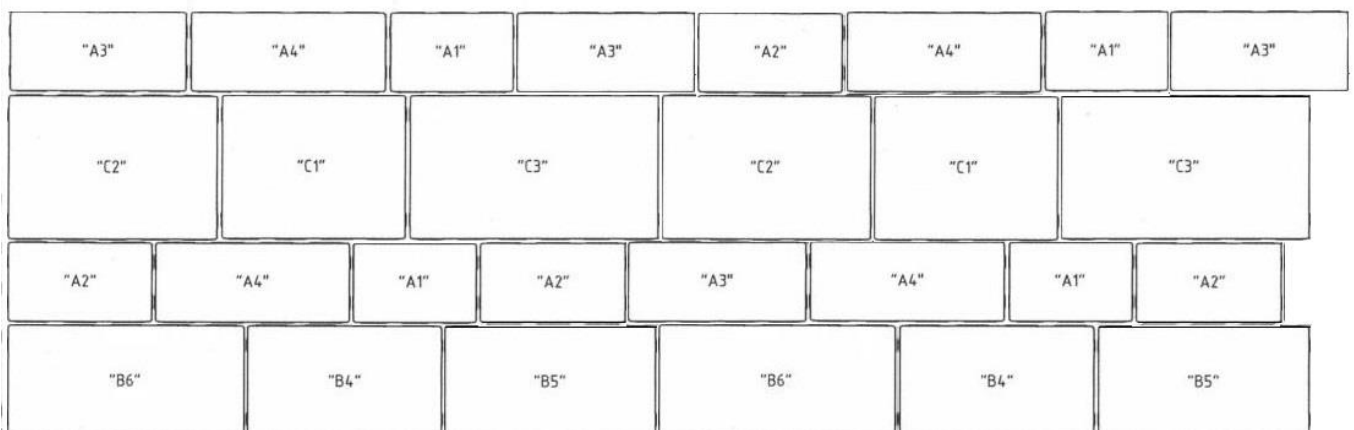 "A3" "A4" "A1" "A3" "A2" "A4" "A1" "A3"
"C2" "C1" "C3" "C2" "C1" "C3"
"A2" "A4" "A1" "A2" "A3" "A4" "A1" "A2"
"B6" "B4" "B5" "B6" "B4" "B5"